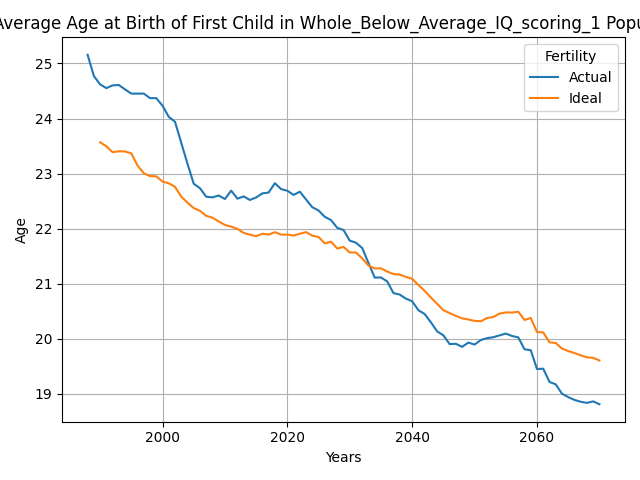 Average Age at Birth of First Child in Whole_Below_Average_IQ_scoring_1
Fertility
Actual
Ideal
25
24
23
22
21
20
19
Age
2000
2020
2040
2060
Years